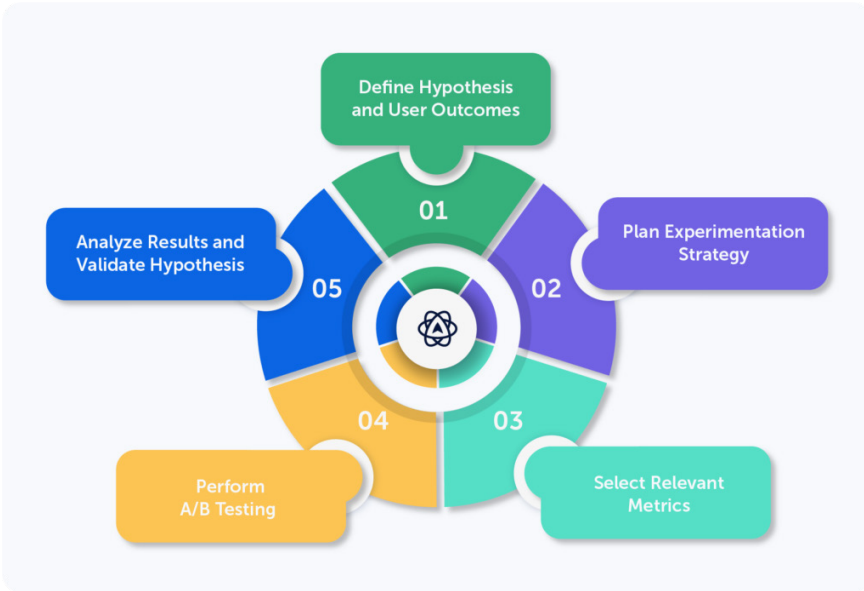 Define Hypothesis
and User Outcomes
01
Plan Experimentation
Strategy
02
Select Relevant
Metrics
03
Perform
A/B Testing
04
Analyze Results and
Validate Hypothesis
05